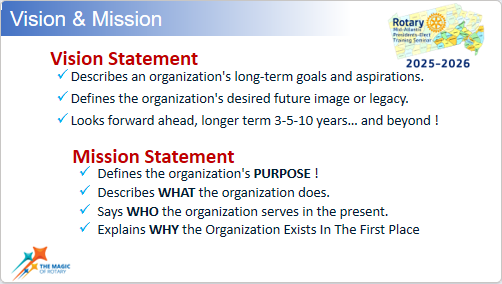 Vision & Mission
Rotary
Mid-Atlantic
Presidents-Elect
Training Seminar
2025-2026
Vision Statement
Describes an organization's long-term goals and aspirations.
Defines the organization's desired future image or legacy.
Looks forward ahead, longer term 3-5-10 years... and beyond !
Mission Statement
Defines the organization's PURPOSE !
Describes WHAT the organization does.
Says WHO the organization serves in the present.
Explains WHY the Organization Exists In The First Place
THE MAGIC
OF ROTARY